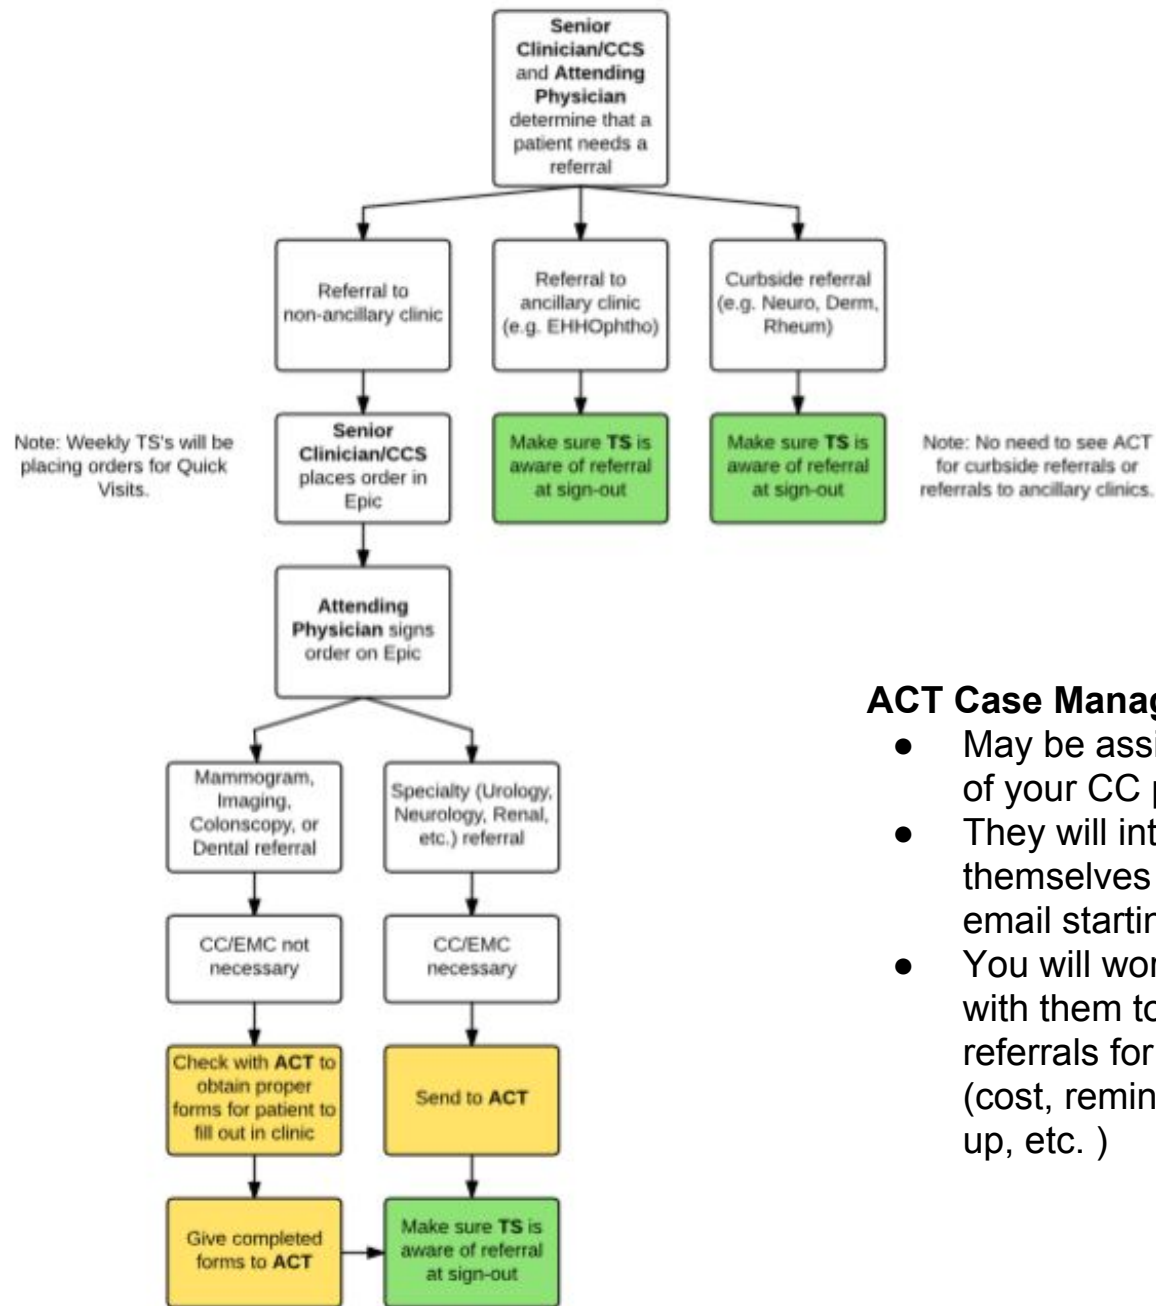 Senior
Clinician/CCS
and Attending
Physician
determine that a
patient needs a
referral
Referral to
non-ancillary clinic
Referral to
ancillary clinic
(e.g. EHHOphtho)
Curbside referral
(e.g. Neuro, Derm,
Rheum)
Note: Weekly TS's will be
placing orders for Quick
Visits.
Senior
Clinician/CCS
places order in
Epic
Make sure TS is
aware of referral
at sign-out
Make sure TS is
aware of referral
at sign-out
Note: No need to see ACT
for curbside referrals or
referrals to ancillary clinics.
Attending
Physician signs
order on Epic
Mammogram,
Imaging,
Colonscopy, or
Dental referral
Specialty (Urology,
Neurology, Renal,
etc.) referral
CC/EMC not
necessary
CC/EMC
necessary
Check with ACT to
obtain proper
forms for patient to
fill out in clinic
Send to ACT
Give completed
forms to ACT
Make sure TS is
aware of referral
at sign-out
ACT Case
● May be
of your CC
● They will
themselves
email
● You will
with them
referrals for
(cost,
up, etc. )